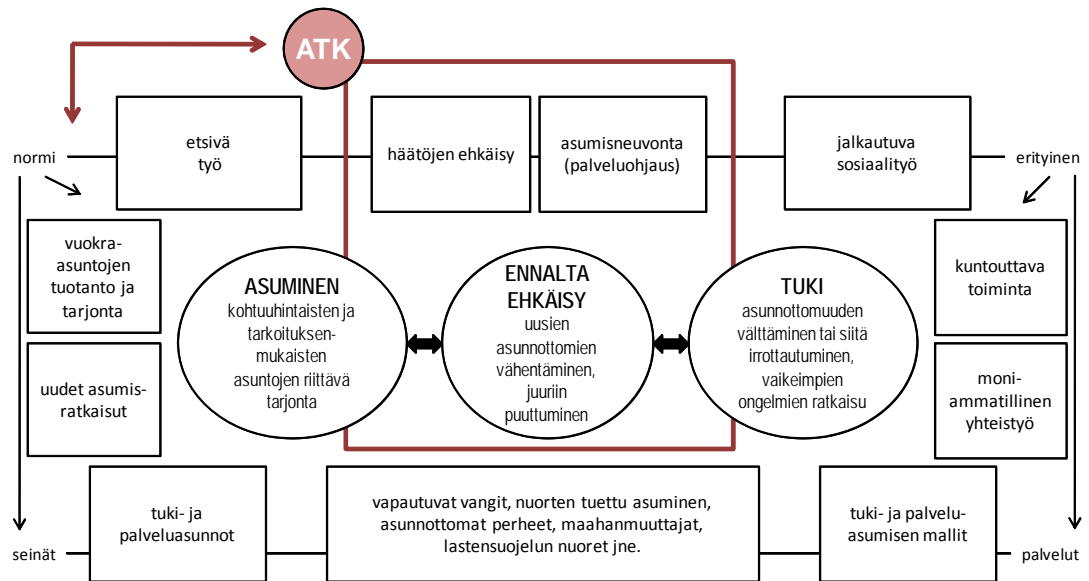 ATK
normi
etsivä
työ
häätöjen ehkäisy
asumisneuvonta
(palveluohjaus)
jalkautuva
sosiaalityö
erityinen
vuokra-
asuntojen
tuotanto ja
tarjonta
uudet asumis-
ratkaisut
ASUMINEN
kohtuuhintaisten ja
tarkoituksen-
mukaisten
asuntojen riittävä
tarjonta
ENNALTA
EHKÄISY
uusien
asunnottomien
vähentäminen,
juuriin
puuttuminen
TUKI
asunnottomuuden
välttäminen tai siitä
irrottautuminen,
vaikeimpien
ongelmien ratkaisu
kuntouttava
toiminta
moni-
ammatillinen
yhteistyö
seinät
tuki- ja
palveluasunnot
vapautuvat vangit, nuorten tuettu asuminen,
asunnottomat perheet, maahanmuuttajat,
lastensuojelun nuoret jne.
tuki- ja palvelu-
asumisen mallit
palvelut